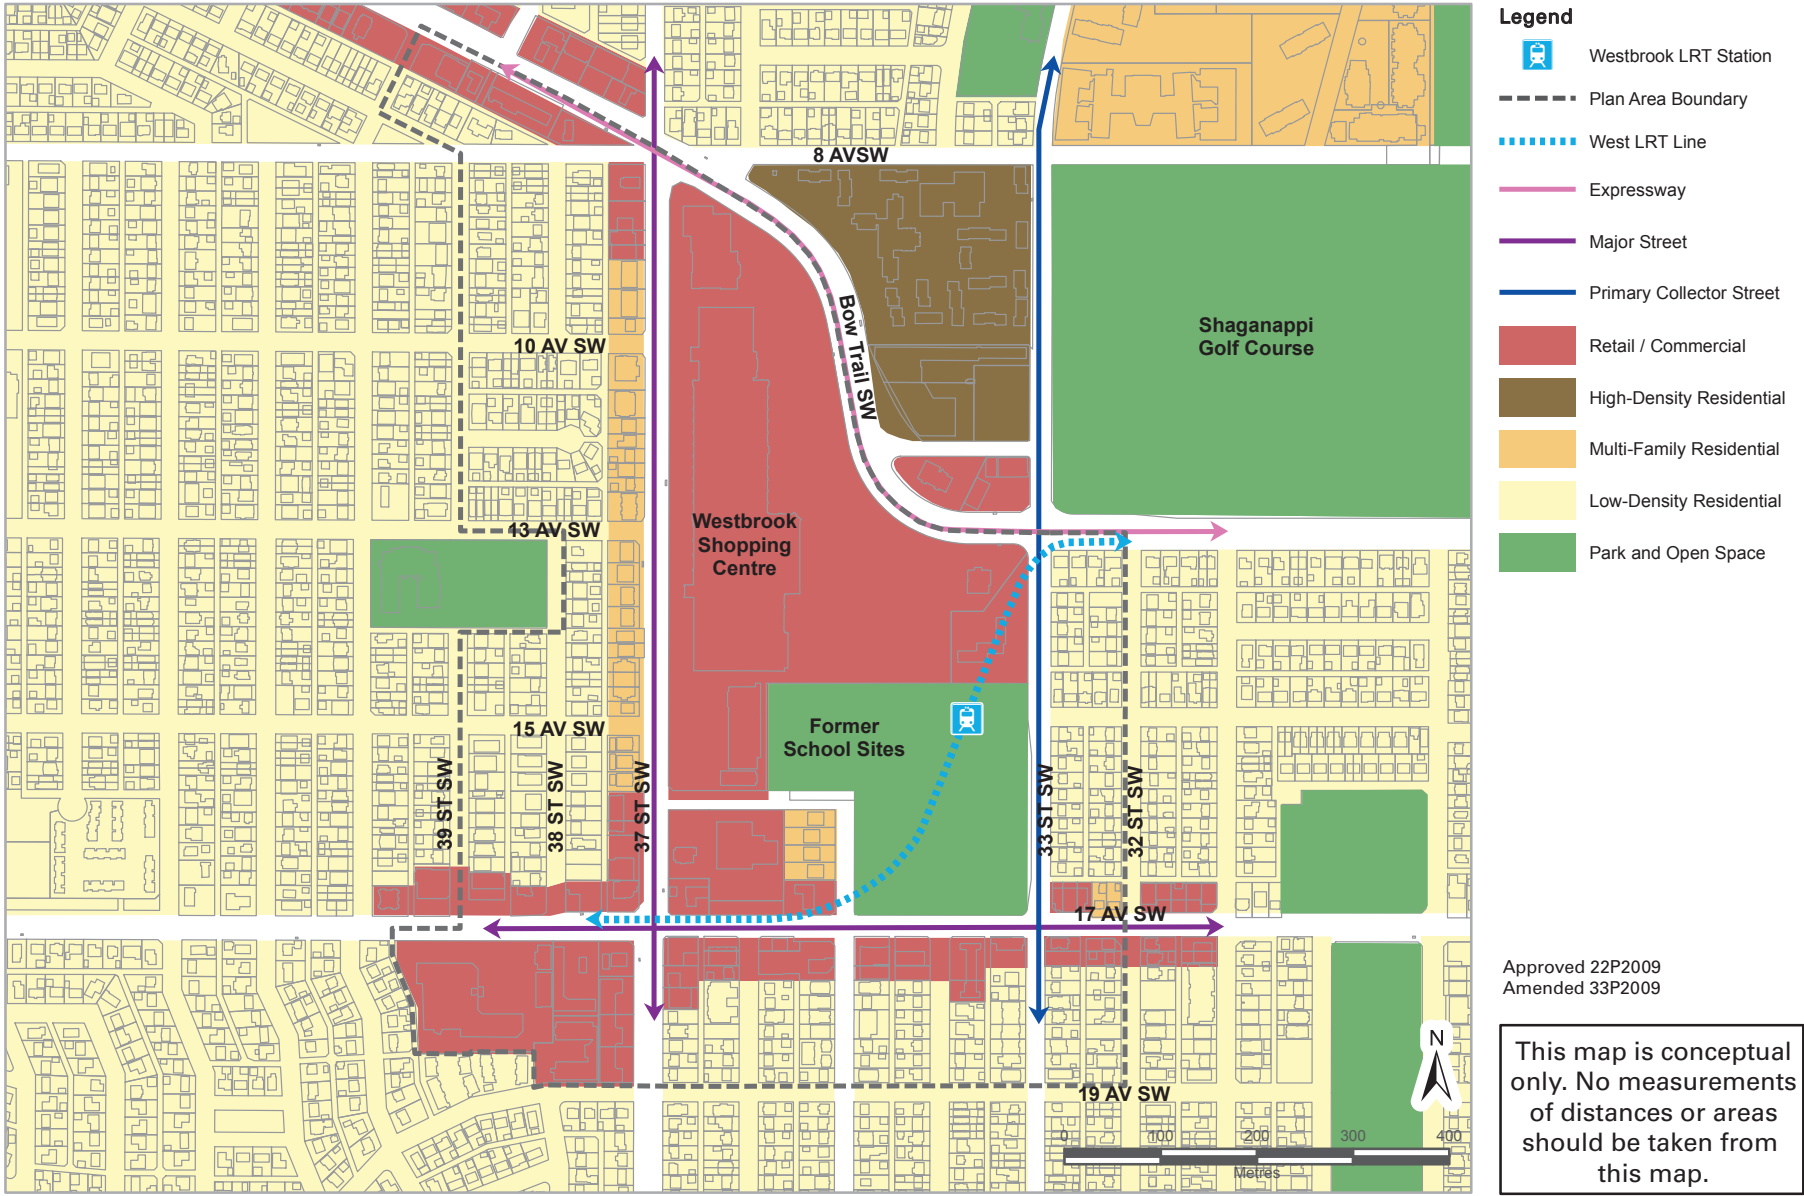 8 AVSW
10 AV SW
Bow Trail SW
Shaganappi
Golf Course
13 AV SW
Westbrook
Shopping
Centre
15 AV SW
Former
School Sites
39 ST SW
38 ST SW
37 ST SW
33 ST SW
32 ST SW
17 AV SW
19 AV SW
N
0 100 200 300 400
Metres
Legend
Westbrook LRT Station
Plan Area Boundary
West LRT Line
Expressway
Major Street
Primary Collector Street
Retail / Commercial
High-Density Residential
Multi-Family Residential
Low-Density Residential
Park and Open Space
Approved 22P2009
Amended 33P2009
This map is conceptual
only. No measurements
of distances or areas
should be taken from
this map.